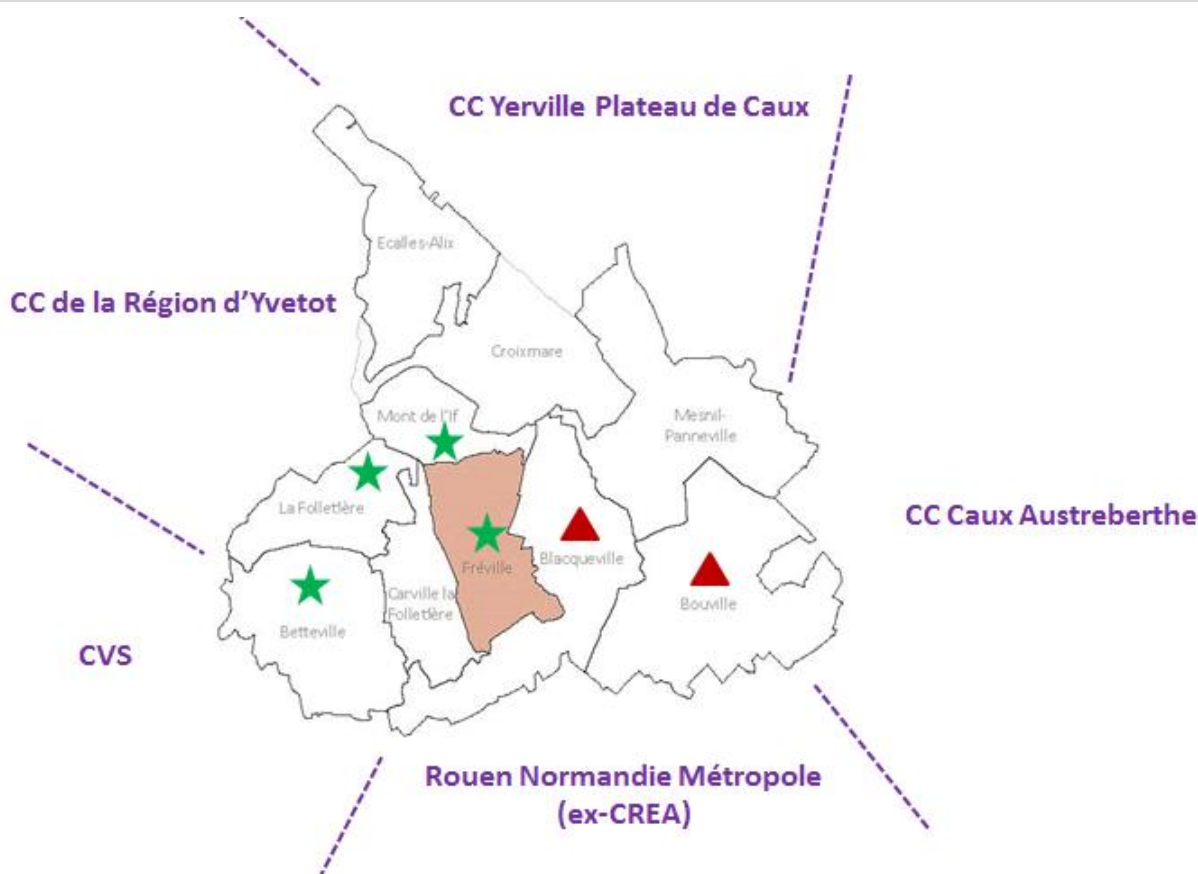 CC Yerville Plateau de Caux
Ecalles-Alix
CC de la Région d'Yvetot
Croixmare
Mont de l'If
Mesnil-
Panneville
La Folletière
CC Caux Austreberthe
Blacqueville
Fréville
Carville la
Folletière
Bouville
Betteville
CVS
Rouen Normandie Métropole
(ex-CREA)